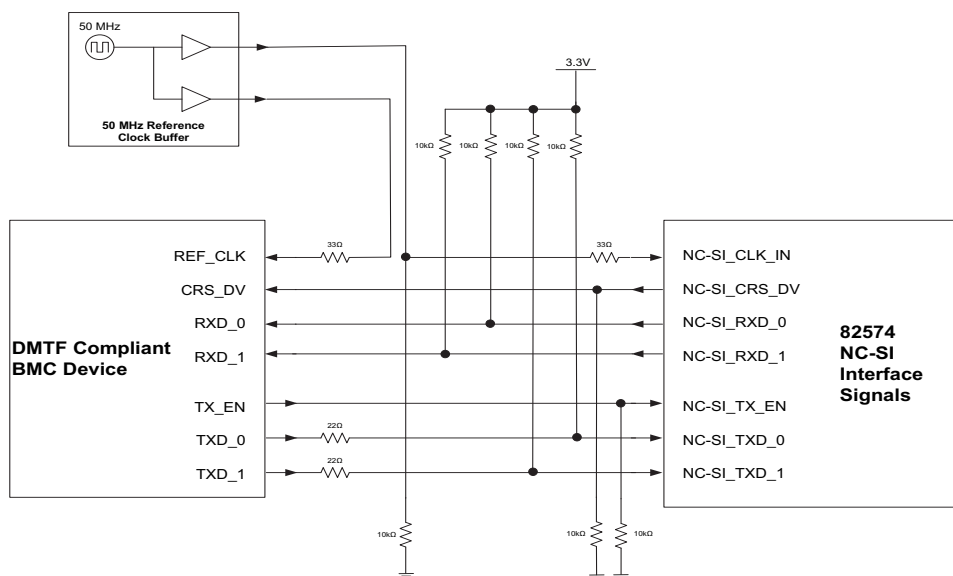 50 MHz
50 MHz Reference
Clock Buffer
3.3V
10kΩ
10kΩ
10kΩ
10kΩ
DMTF Compliant
BMC Device
REF_CLK
CRS_DV
RXD_0
RXD_1
TX_EN
TXD_0
TXD_1
33Ω
33Ω
22Ω
22Ω
NC-SI_CLK_IN
NC-SI_CRS_DV
NC-SI_RXD_0
NC-SI_RXD_1
NC-SI_TX_EN
NC-SI_TXD_0
NC-SI_TXD_1
82574
NC-SI
Interface
Signals
10kΩ
10kΩ
10kΩ